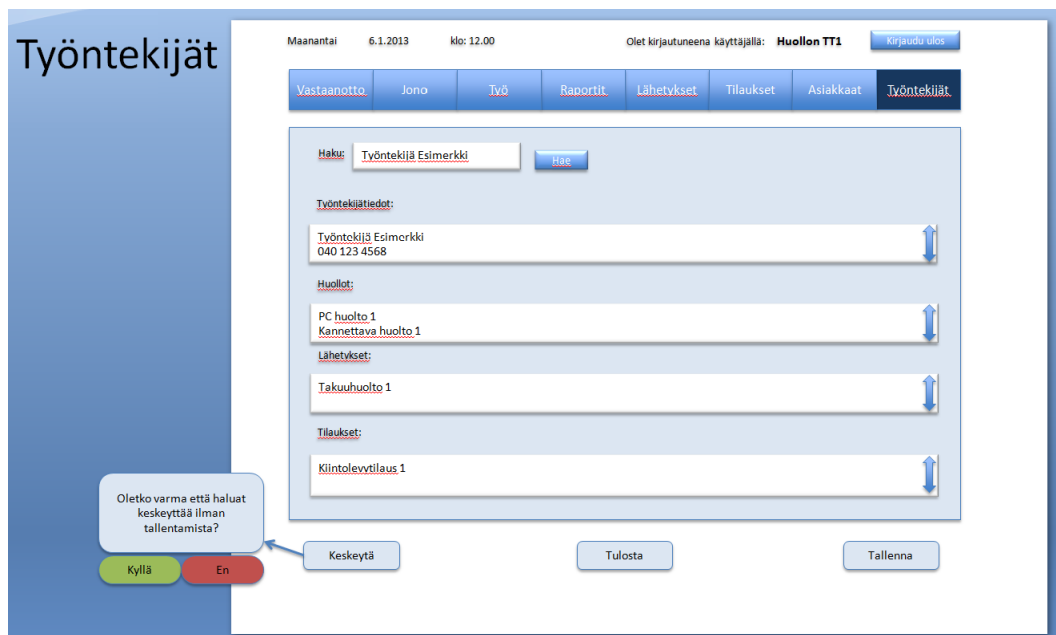 Työntekijät
Maanantai 6.1.2013 klo: 12.00 Olet kirjautuneena käyttäjällä: Huollon TT1 Kirjaudu ulos
Vastaanotto Jono Työ Raportit Lähetykset Tilaukset Asiakkaat Työntekijät
Haku: Työntekijä Esimerkki Hae
Työntekijätiedot:
Työntekijä Esimerkki
040 123 4568
Huollot:
PC huolto 1
Kannettava huolto 1
Lähetykset:
Takuuhuolto 1
Tilaukset:
Kiintolevytilaus 1
Oletko varma että haluat
keskeyttää ilman
tallentamista?
Kyllä En
Keskeytä Tulosta Tallenna